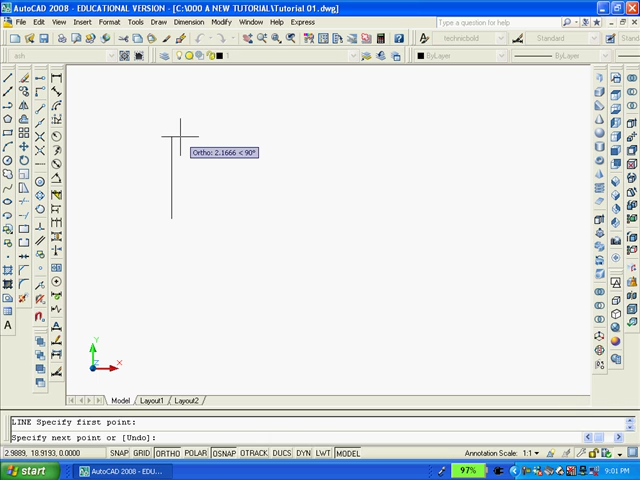 AutoCAD 2008 - EDUCATIONAL VERSION - [C:\000 A NEW TUTORIAL\Tutorial 01.dwg]
File Edit View Insert Format Tools Draw Dimension Modify Window Help Express
Type a question for help
technicbold
Standard
Standard
ash
1
ByLayer
ByLayer
Ortho: 2.1666 < 90°
Y
Z
X
Model Layout1 Layout2
LINE Specify first point:
Specify next point or [Undo]:
2.9889, 18.9193, 0.0000 SNAP GRID ORTHO POLAR OSNAP OTRACK DUCS DYN LWT MODEL
Annotation Scale: 1:1
start
AutoCAD 2008 - EDU...
97%
9:01 PM